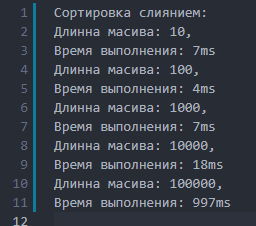 1 Сортировка слиянием:
2 Длинна масива: 10,
3 Время выполнения: 7ms
4 Длинна масива: 100,
5 Время выполнения: 4ms
6 Длинна масива: 1000,
7 Время выполнения: 7ms
8 Длинна масива: 10000,
9 Время выполнения: 18ms
10 Длинна масива: 100000,
11 Время выполнения: 997ms
12